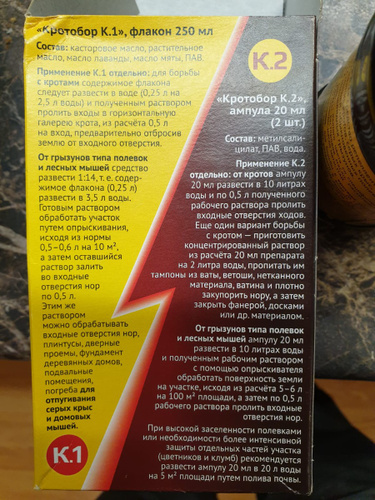 «Кротобор К.1», флакон 250 мл
Состав: касторовое масло, растительное
масло, масло лаванды, масло мяты, ПАВ.
Применение К.1 отдельно: для борьбы
с кротами содержимое флакона
следует развести в воде (0,25 л на
2,5 л воды) и полученным раствором
пролить входы в горизонтальную
галерею крота, из расчёта 0,5 л
на вход, предварительно отбросив
землю от входного отверстия.
От грызунов типа полевок и
лесных мышей средство
развести 1:14, т.е. содер-
жимое флакона (0,25л)
развести в 3,5 л воды.
Готовым раствором
обработать участок
путем опрыскивания,
исходя из нормы
0,5–0,6 л на 10 м²,
а затем оставшийся
раствор залить
во входные
отверстия нор
по 0,5 л.
Этим же
раствором
можно обрабатывать
входные отверстия нор,
плинтусы, дверные
проемы, фундамент
деревянных домов,
подвальные
помещения,
погреба для
отпугивания
серых крыс
и домовых
мышей.
К.1
К.2
«Кротобор К.2»,
ампула 20 мл
(2 шт.)
Состав: метилсали-
цилат, ПАВ, вода.
Применение К.2
отдельно: от кротов ампулу
20 мл развести в 10 литрах
воды и по 0,5 л полученного
рабочего раствора пролить
входные отверстия ходов.
Еще один вариант борьбы
с кротом — приготовить
концентрированный раствор
из расчёта 20 мл препарата
на 2 литра воды, пропитать им
тампоны из ваты, ветоши, нетканого
материала, ватина и плотно
закупорить нору, а затем
закрыть фанерой, досками
или др. материалом.
От грызунов типа полевок и
лесных мышей ампулу 20 мл
развести в 10 литрах воды
и полученным рабочим раствором
с помощью опрыскивателя
обработать поверхность земли
на участке, исходя из расчёта 5–6 л
на 100 м² площади, а затем по 0,5 л
рабочего раствора пролить входные
отверстия нор.
При высокой заселенности полевками
или необходимости более интенсивной
защиты отдельных частей участка
(цветников и клумб) рекомендуется
развести ампулу 20 мл в 20 л воды
на 5 м² площади путем полива почвы.